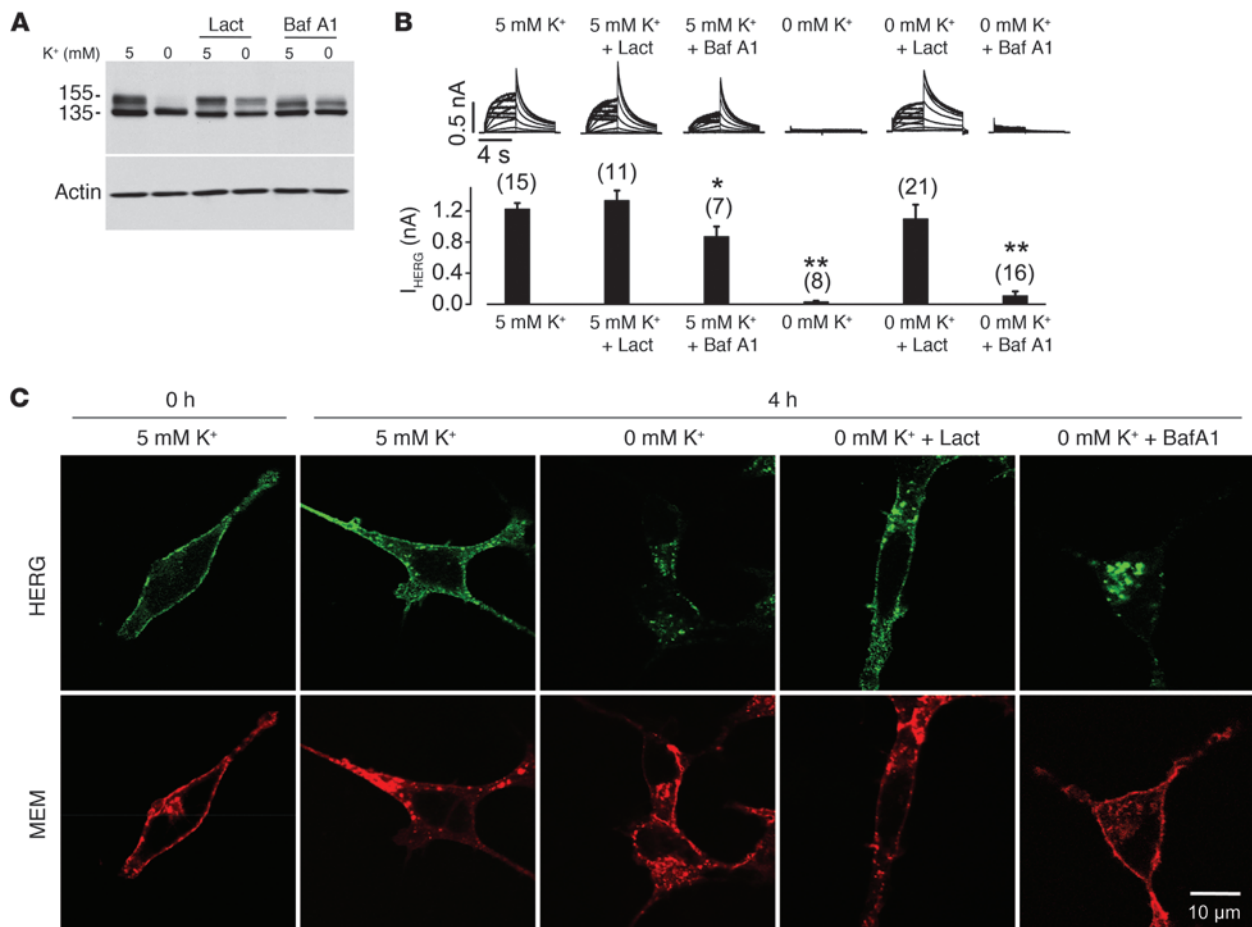 A
Lact Baf A1
K⁺ (mM) 5 0 5 0 5 0
155-
135-
Actin
B
5 mM K⁺ 5 mM K⁺ + Lact 5 mM K⁺ + Baf A1 0 mM K⁺ 0 mM K⁺ + Lact 0 mM K⁺ + Baf A1
0.5 nA
4 s
I_HERG (nA)
1.2
0.8
0.4
0.0
(15) (11) * (7) ** (8) (21) ** (16)
5 mM K⁺ 5 mM K⁺ + Lact 5 mM K⁺ + Baf A1 0 mM K⁺ 0 mM K⁺ + Lact 0 mM K⁺ + Baf A1
C
0 h 4 h
5 mM K⁺ 5 mM K⁺ 0 mM K⁺ 0 mM K⁺ + Lact 0 mM K⁺ + BafA1
HERG
MEM
10 µm